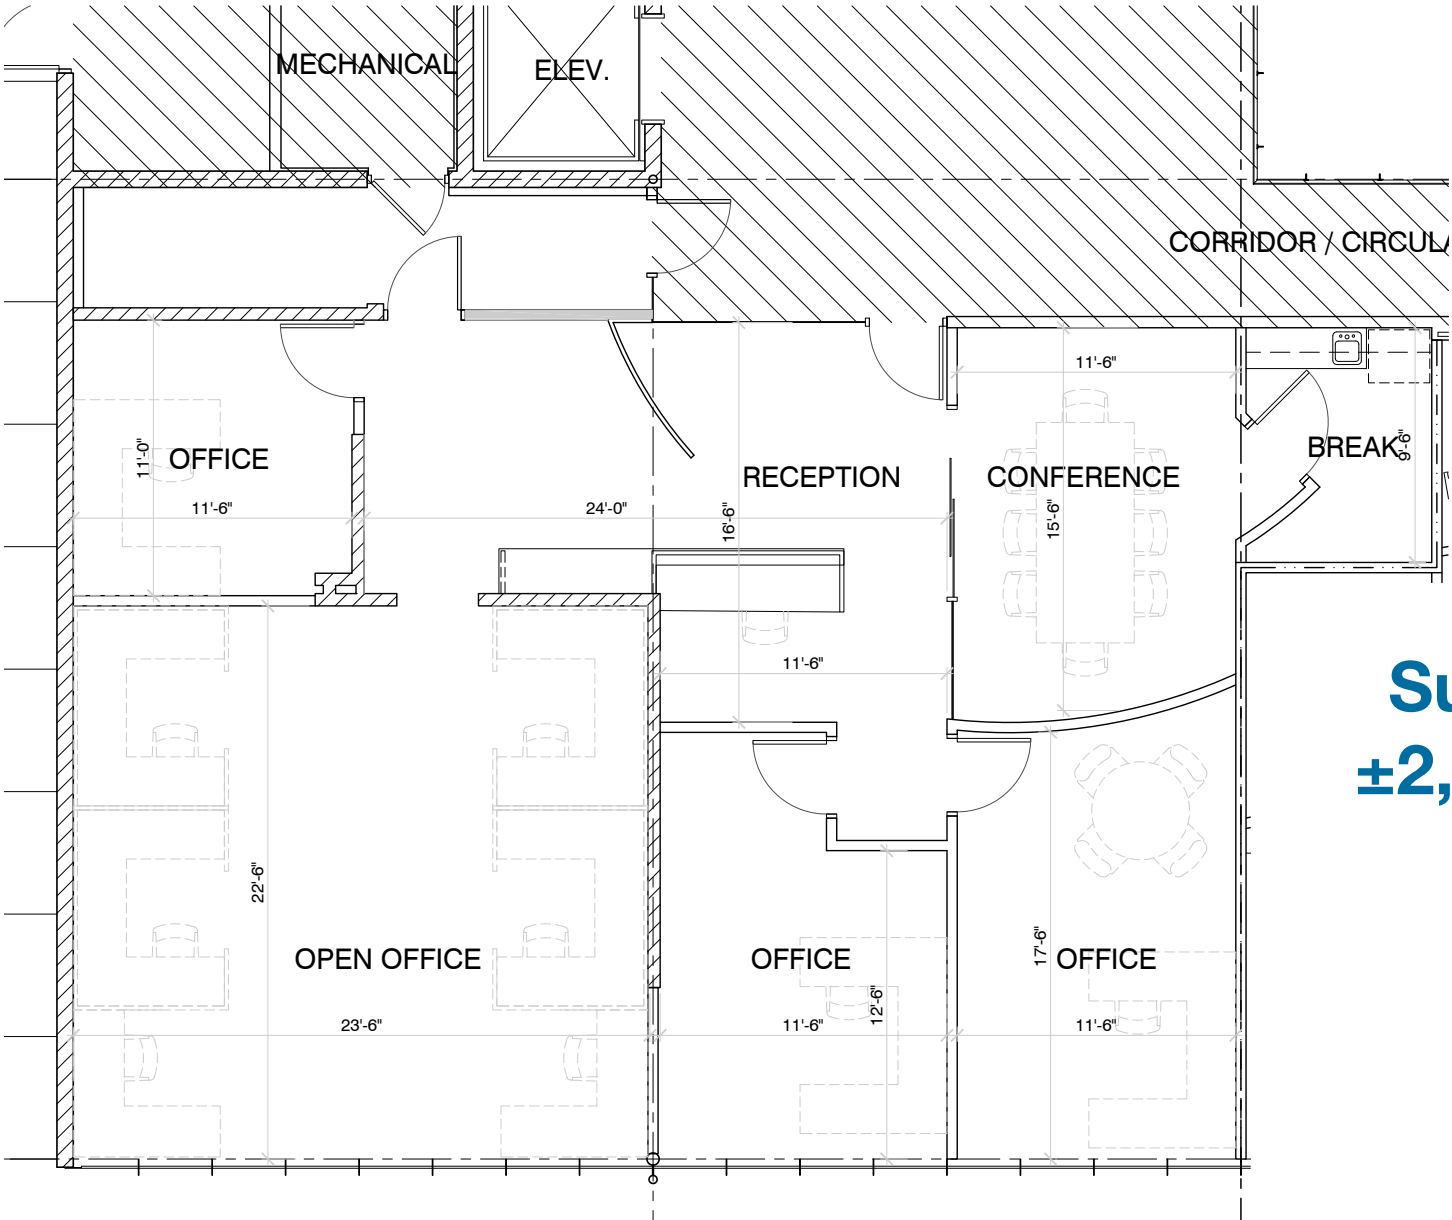 MECHANICAL
ELEV.
CORRIDOR / CIRCULA
11'-6"
BREAK
9'-6"
OFFICE
11'-0"
11'-6"
24'-0"
RECEPTION
16'-6"
CONFERENCE
15'-6"
11'-6"
Su
±2,
22'-6"
OPEN OFFICE
OFFICE
17'-6"
OFFICE
12'-6"
23'-6"
11'-6"
11'-6"